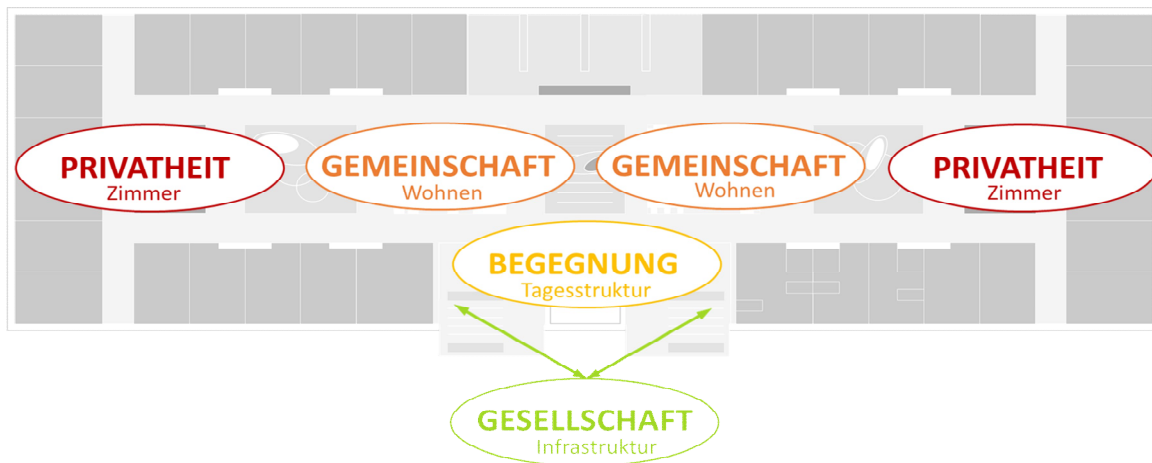 PRIVATHEIT
Zimmer
GEMEINSCHAFT
Wohnen
GEMEINSCHAFT
Wohnen
PRIVATHEIT
Zimmer
BEGEGNUNG
Tagesstruktur
GESELLSCHAFT
Infrastruktur